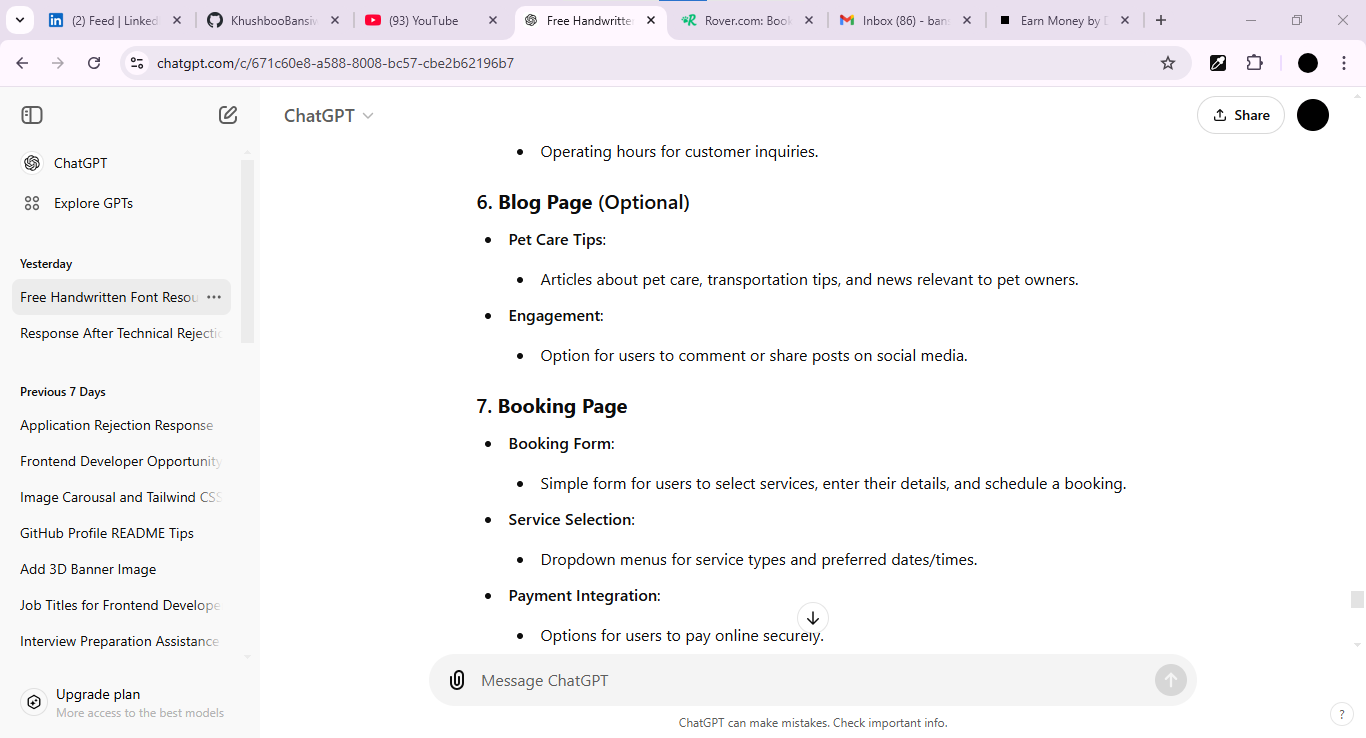 (2) Feed | Linked
KhushbooBansiw
(93) YouTube
Free Handwritte
Rover.com: Book
Inbox (86) - ban
Earn Money by D
chatgpt.com/c/671c60e8-a588-8008-bc57-cbe2b62196b7
ChatGPT
Share
ChatGPT
Explore GPTs
Yesterday
Free Handwritten Font Resou
Response After Technical Rejectio
Previous 7 Days
Application Rejection Response
Frontend Developer Opportunity
Image Carousal and Tailwind CSS
GitHub Profile README Tips
Add 3D Banner Image
Job Titles for Frontend Develope
Interview Preparation Assistance
Upgrade plan
More access to the best models
Operating hours for customer inquiries.
6. Blog Page (Optional)
Pet Care Tips:
Articles about pet care, transportation tips, and news relevant to pet owners.
Engagement:
Option for users to comment or share posts on social media.
7. Booking Page
Booking Form:
Simple form for users to select services, enter their details, and schedule a booking.
Service Selection:
Dropdown menus for service types and preferred dates/times.
Payment Integration:
Options for users to pay online securely.
Message ChatGPT
ChatGPT can make mistakes. Check important info.
?